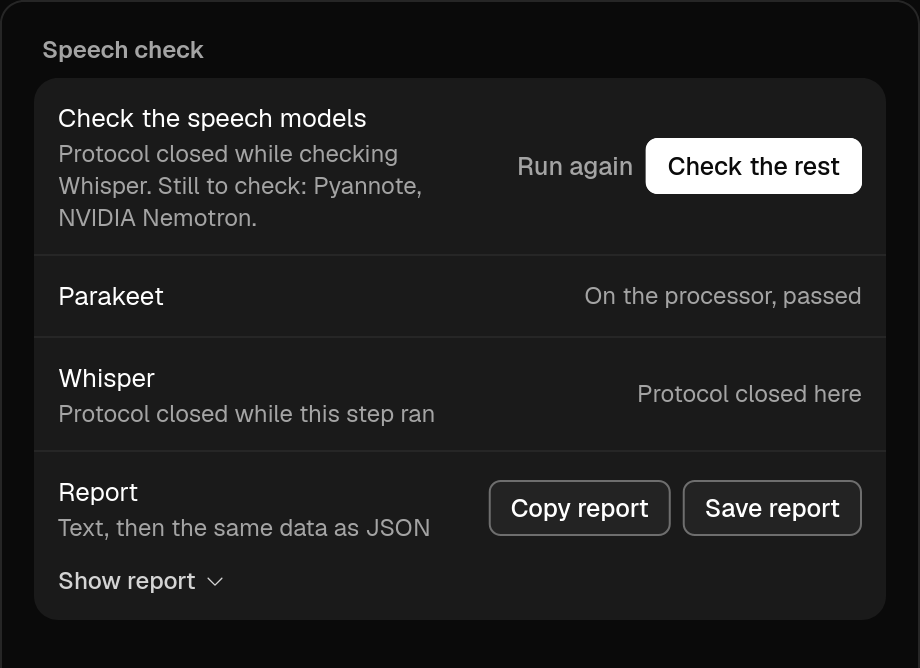 Speech check
Check the speech models
Protocol closed while checking
Whisper. Still to check: Pyannote,
NVIDIA Nemotron.
Run again
Check the rest
Parakeet
On the processor, passed
Whisper
Protocol closed while this step ran
Protocol closed here
Report
Text, then the same data as JSON
Copy report
Save report
Show report